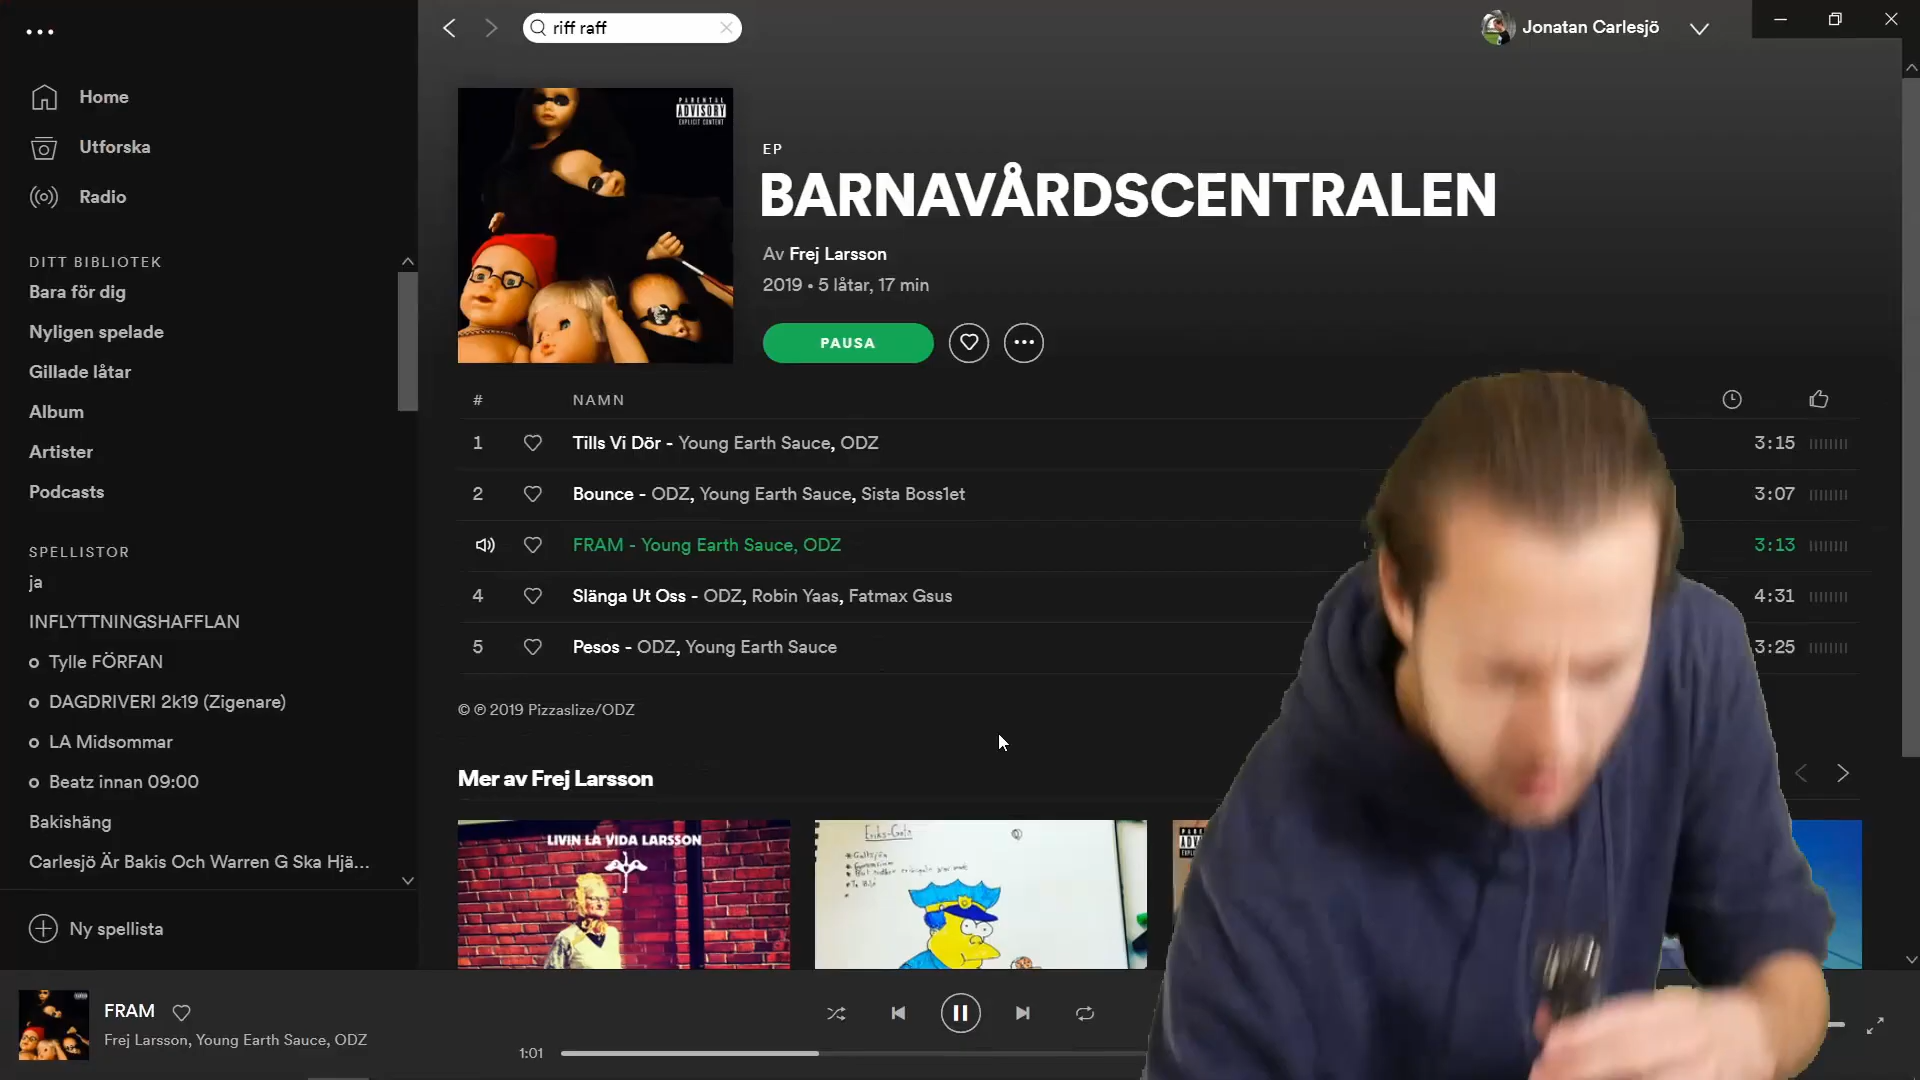 riff raff
Jonatan Carlesjö
Home
Utforska
Radio
DITT BIBLIOTEK
Bara för dig
Nyligen spelade
Gillade låtar
Album
Artister
Podcasts
SPELLISTOR
ja
INFLYTTNINGSHAFFLAN
Tylle FÖRFAN
DAGDRIVERI 2k19 (Zigenare)
LA Midsommar
Beatz innan 09:00
Bakishäng
Carlesjö Är Bakis Och Warren G Ska Hjä...
Ny spellista
PARENTAL
ADVISORY
EXPLICIT CONTENT
EP
BARNAVÅRDSCENTRALEN
Av Frej Larsson
2019 • 5 låtar, 17 min
PAUSA
# NAMN
1 Tills Vi Dör - Young Earth Sauce, ODZ 3:15
2 Bounce - ODZ, Young Earth Sauce, Sista Boss1et 3:07
FRAM - Young Earth Sauce, ODZ 3:13
4 Slänga Ut Oss - ODZ, Robin Yaas, Fatmax Gsus 4:31
5 Pesos - ODZ, Young Earth Sauce 3:25
© ℗ 2019 Pizzaslize/ODZ
Mer av Frej Larsson
LIVIN LA VIDA LARSSON
FRAM
Frej Larsson, Young Earth Sauce, ODZ
1:01